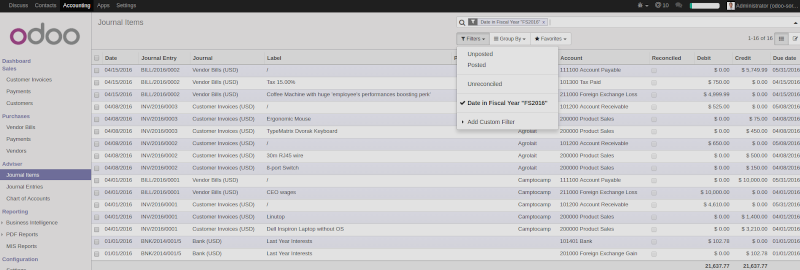 Discuss Contacts Accounting Apps Settings 10 Administrator (odoo-aor...
Journal Items
Date in Fiscal Year "FS2016" x
Filters Group By Favorites 1-16 of 16
odoo
Unposted
Posted
Unreconciled
Date in Fiscal Year "FS2016"
Add Custom Filter
Dashboard
Sales
Customer Invoices
Payments
Customers
Purchases
Vendor Bills
Payments
Vendors
Adviser
Journal Items
Journal Entries
Chart of Accounts
Reporting
Business Intelligence
PDF Reports
MIS Reports
Configuration
Date Journal Entry Journal Label Account Reconciled Debit Credit Due date
04/15/2016 BILL/2016/0002 Vendor Bills (USD) / 111100 Account Payable $ 0.00 $ 5,749.99 05/31/2016
04/15/2016 BILL/2016/0002 Vendor Bills (USD) Tax 15.00% 101300 Tax Paid $ 750.00 $ 0.00 04/15/2016
04/15/2016 BILL/2016/0002 Vendor Bills (USD) Coffee Machine with huge 'employee's performances boosting perk' 211000 Foreign Exchange Loss $ 4,999.99 $ 0.00 04/15/2016
04/08/2016 INV/2016/0003 Customer Invoices (USD) / 101200 Account Receivable $ 525.00 $ 0.00 05/08/2016
04/08/2016 INV/2016/0003 Customer Invoices (USD) Ergonomic Mouse 200000 Product Sales $ 0.00 $ 75.00 04/08/2016
04/08/2016 INV/2016/0003 Customer Invoices (USD) TypeMatrix Dvorak Keyboard Agrolait 200000 Product Sales $ 0.00 $ 450.00 04/08/2016
04/08/2016 INV/2016/0002 Customer Invoices (USD) / Agrolait 101200 Account Receivable $ 650.00 $ 0.00 05/08/2016
04/08/2016 INV/2016/0002 Customer Invoices (USD) 30m RJ45 wire Agrolait 200000 Product Sales $ 0.00 $ 500.00 04/08/2016
04/08/2016 INV/2016/0002 Customer Invoices (USD) 8-port Switch Agrolait 200000 Product Sales $ 0.00 $ 150.00 04/08/2016
04/01/2016 BILL/2016/0001 Vendor Bills (USD) / Camptocamp 111100 Account Payable $ 0.00 $ 10,000.00 05/31/2016
04/01/2016 BILL/2016/0001 Vendor Bills (USD) CEO wages Camptocamp 211000 Foreign Exchange Loss $ 10,000.00 $ 0.00 04/01/2016
04/01/2016 INV/2016/0001 Customer Invoices (USD) / Camptocamp 101200 Account Receivable $ 4,610.00 $ 0.00 05/31/2016
04/01/2016 INV/2016/0001 Customer Invoices (USD) Linutop Camptocamp 200000 Product Sales $ 0.00 $ 1,400.00 04/01/2016
04/01/2016 INV/2016/0001 Customer Invoices (USD) Dell Inspiron Laptop without OS Camptocamp 200000 Product Sales $ 0.00 $ 3,210.00 04/01/2016
01/01/2016 BNK/2014/001/5 Bank (USD) Last Year Interests 101401 Bank $ 102.78 $ 0.00 01/01/2016
01/01/2016 BNK/2014/001/5 Bank (USD) Last Year Interests 201000 Foreign Exchange Gain $ 0.00 $ 102.78 01/01/2016
21,637.77 21,637.77